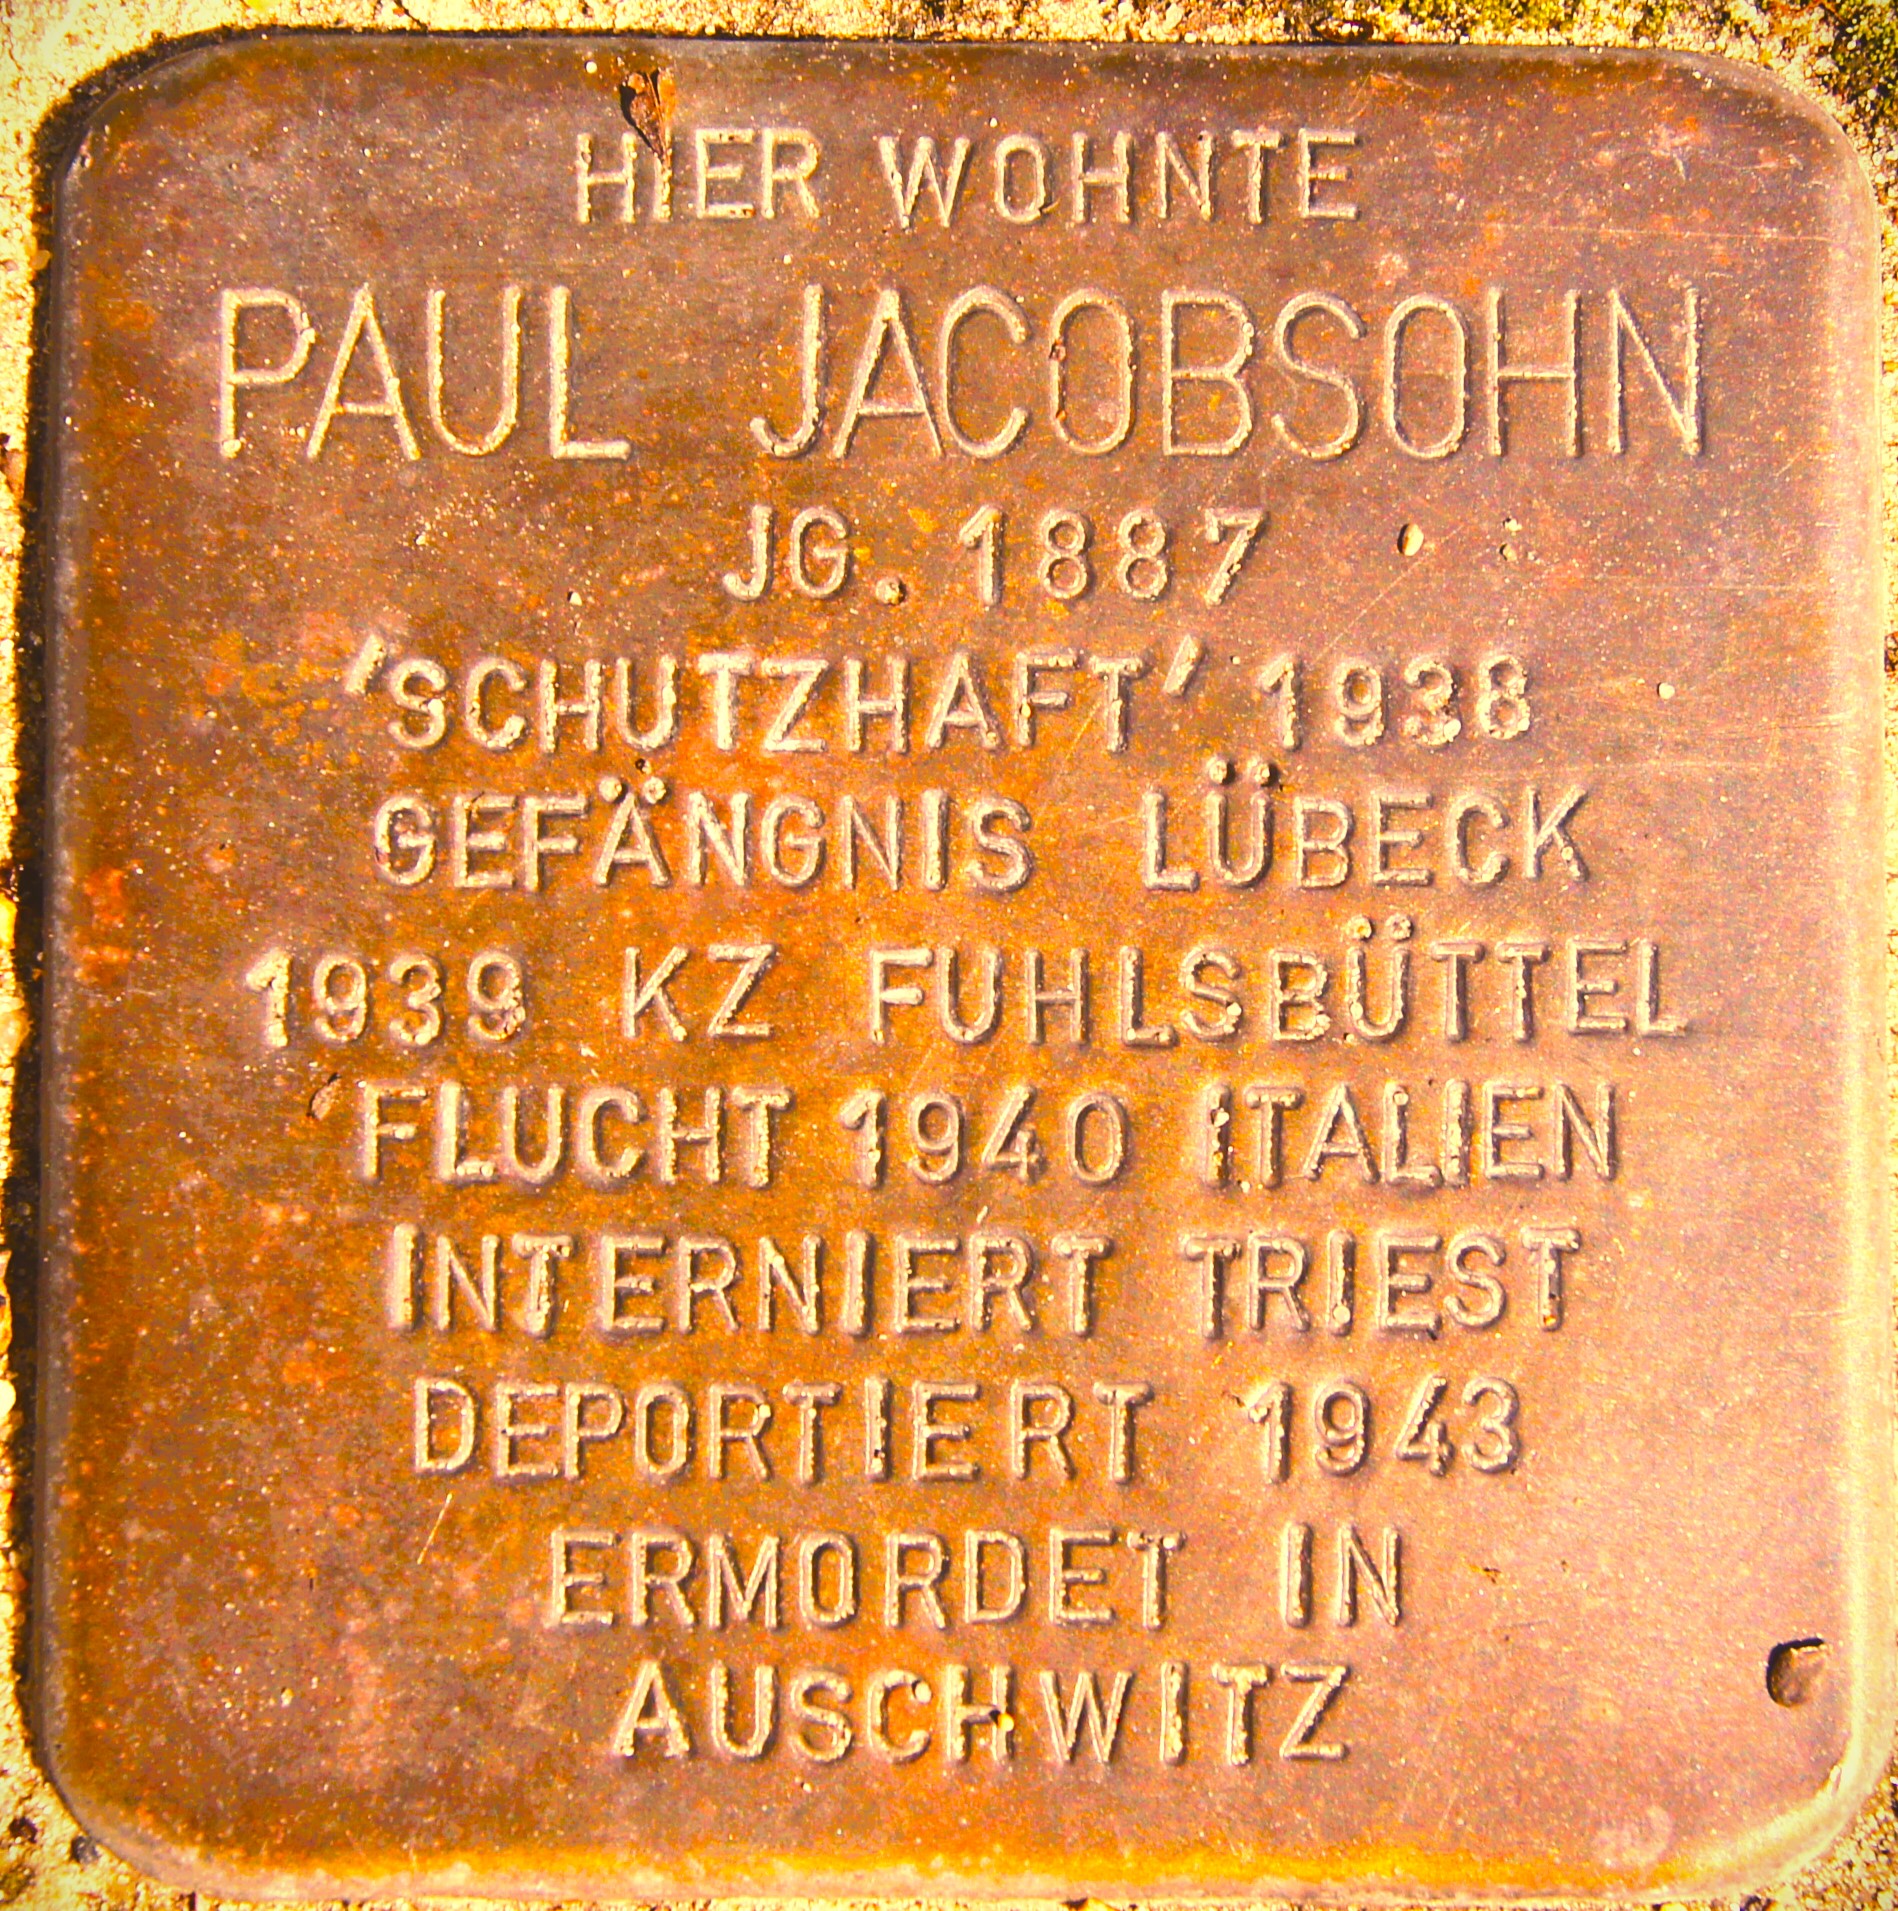 HIER WOHNTE
PAUL JACOBSOHN
JG. 1887
'SCHUTZHAFT' 1938
GEFÄNGNIS LÜBECK
1939 KZ FUHLSBÜTTEL
FLUCHT 1940 ITALIEN
INTERNIERT TRIEST
DEPORTIERT 1943
ERMORDET IN
AUSCHWITZ